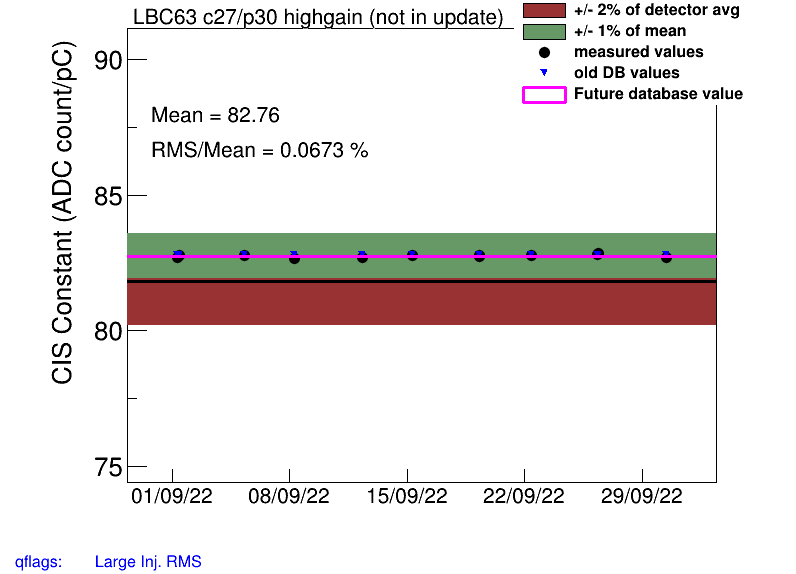 LBC63 c27/p30 highgain (not in update)
+/- 2% of detector avg
+/- 1% of mean
measured values
old DB values
Future database value
Mean = 82.76
RMS/Mean = 0.0673 %
CIS Constant (ADC count/pC)
90
85
80
75
01/09/22 08/09/22 15/09/22 22/09/22 29/09/22
qflags: Large Inj. RMS